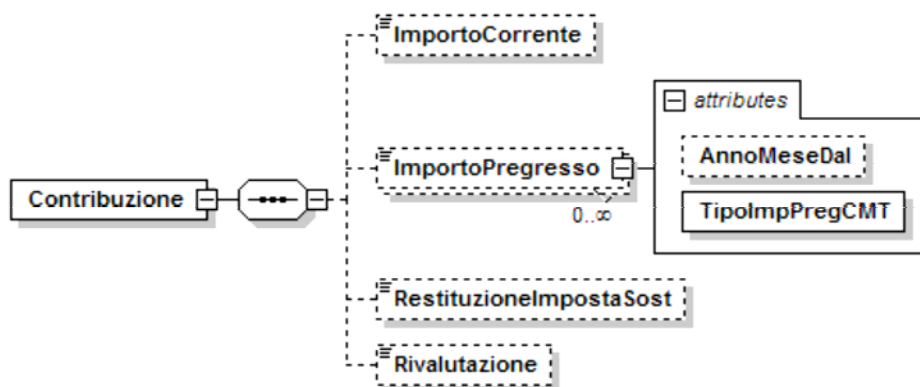 ImportoCorrente
attributes
AnnoMeseDal
ImportoPregresso
Contribuzione
TipoImpPregCMT
0..∞
RestituzioneImpostaSost
Rivalutazione